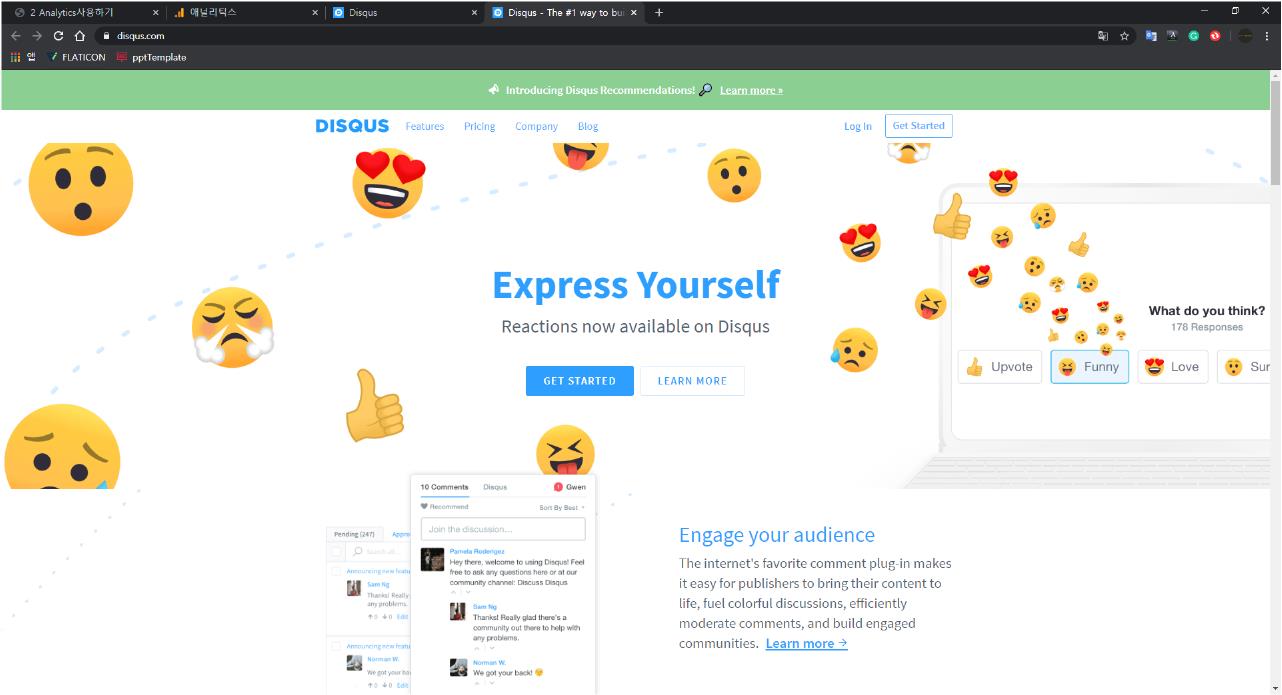 2 Analytics사용하기
애널리틱스
Disqus
Disqus - The #1 way to bui
disqus.com
앱
FLATICON
pptTemplate
Introducing Disqus Recommendations! Learn more »
DISQUS Features Pricing Company Blog Log In Get Started
Express Yourself
Reactions now available on Disqus
GET STARTED LEARN MORE
What do you think?
178 Responses
Upvote Funny Love Sur
10 Comments Disqus 1 Gwen
Recommend Sort By Best
Join the discussion...
Pamela Roderigez
Hey there, welcome to using Disqus! Feel
free to ask any questions here or at our
community channel: Discuss Disqus
Sam Ng
Thanks! Really glad there's a
community out there to help with
any problems.
Norman W.
We got your back!
Pending (247) Appro
Search all...
Announcing new featu
Sam Ng
Thanks! Really
any problems.
0 0 Edit
Announcing new featu
Norman W.
We got your ba
0 0 Edit
Engage your audience
The internet's favorite comment plug-in makes
it easy for publishers to bring their content to
life, fuel colorful discussions, efficiently
moderate comments, and build engaged
communities. Learn more →